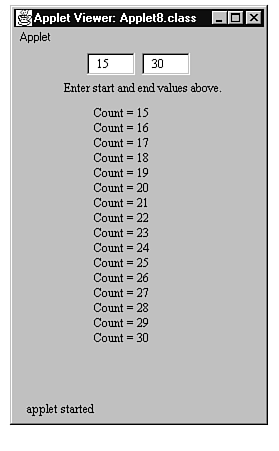 Applet Viewer: Applet8.class
Applet
15 30
Enter start and end values above.
Count = 15
Count = 16
Count = 17
Count = 18
Count = 19
Count = 20
Count = 21
Count = 22
Count = 23
Count = 24
Count = 25
Count = 26
Count = 27
Count = 28
Count = 29
Count = 30
applet started